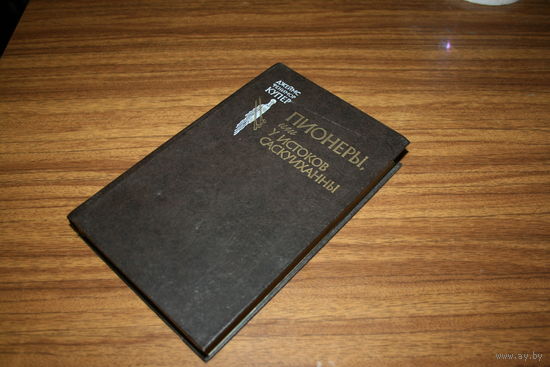 ДЖЕЙМС
ФЕНИМОР
КУПЕР
ПИОНЕРЫ,
или
У ИСТОКОВ
САСКУИХАННЫ
www.ay.by